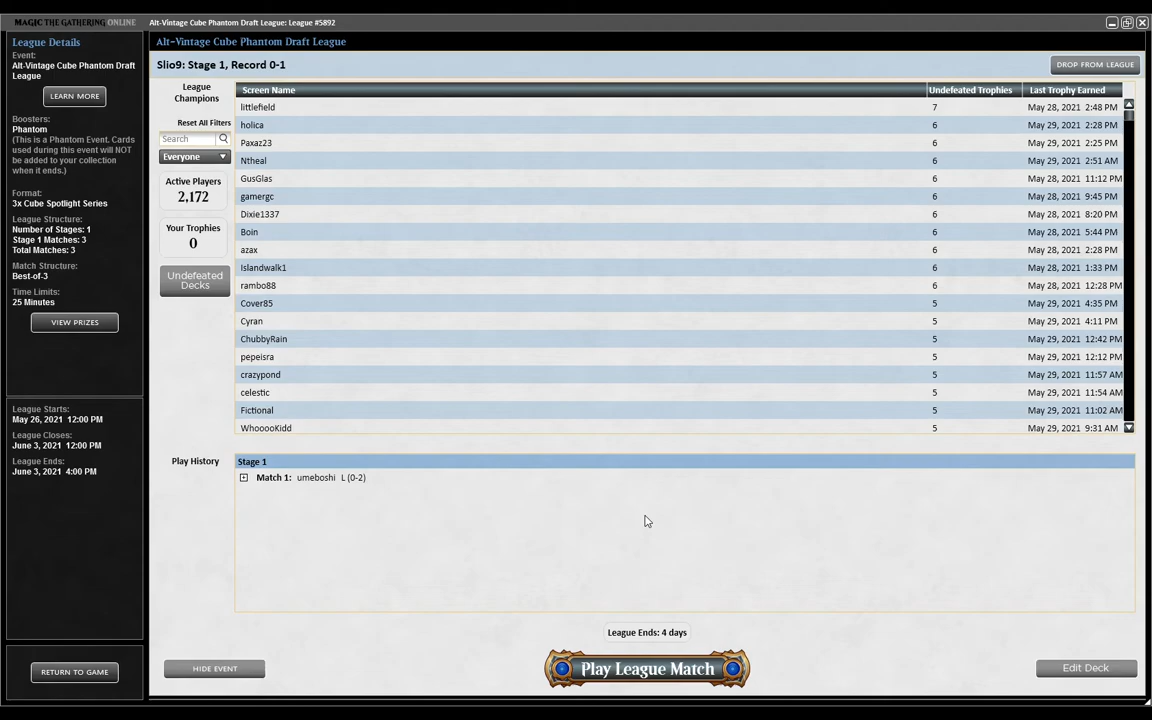 MAGIC THE GATHERING ONLINE
Alt-Vintage Cube Phantom Draft League: League #5892
League Details
Event:
Alt-Vintage Cube Phantom Draft
League
LEARN MORE
Boosters:
Phantom
(This is a Phantom Event. Cards
used during this event will NOT
be added to your collection
when it ends.)
Format:
3x Cube Spotlight Series
League Structure:
Number of Stages: 1
Stage 1 Matches: 3
Total Matches: 3
Match Structure:
Best-of-3
Time Limits:
25 Minutes
VIEW PRIZES
League Starts:
May 26, 2021 12:00 PM
League Closes:
June 3, 2021 12:00 PM
League Ends:
June 3, 2021 4:00 PM
RETURN TO GAME
Alt-Vintage Cube Phantom Draft League
Slio9: Stage 1, Record 0-1
DROP FROM LEAGUE
League
Champions
Reset All Filters
Search
Everyone
Active Players
2,172
Your Trophies
0
Undefeated
Decks
Screen Name Undefeated Trophies Last Trophy Earned
littlefield 7 May 28, 2021 2:48 PM
holica 6 May 29, 2021 2:28 PM
Paxaz23 6 May 29, 2021 2:25 PM
Ntheal 6 May 29, 2021 2:51 AM
GusGlas 6 May 28, 2021 11:12 PM
gamergc 6 May 28, 2021 9:45 PM
Dixie1337 6 May 28, 2021 8:20 PM
Boin 6 May 28, 2021 5:44 PM
azax 6 May 28, 2021 2:28 PM
Islandwalk1 6 May 28, 2021 1:33 PM
rambo88 6 May 28, 2021 12:28 PM
Cover85 5 May 29, 2021 4:35 PM
Cyran 5 May 29, 2021 4:11 PM
ChubbyRain 5 May 29, 2021 12:42 PM
pepeisra 5 May 29, 2021 12:12 PM
crazypond 5 May 29, 2021 11:57 AM
celestic 5 May 29, 2021 11:54 AM
Fictional 5 May 29, 2021 11:02 AM
WhooooKidd 5 May 29, 2021 9:31 AM
Play History
Stage 1
Match 1: umeboshi L (0-2)
League Ends: 4 days
HIDE EVENT
Play League Match
Edit Deck